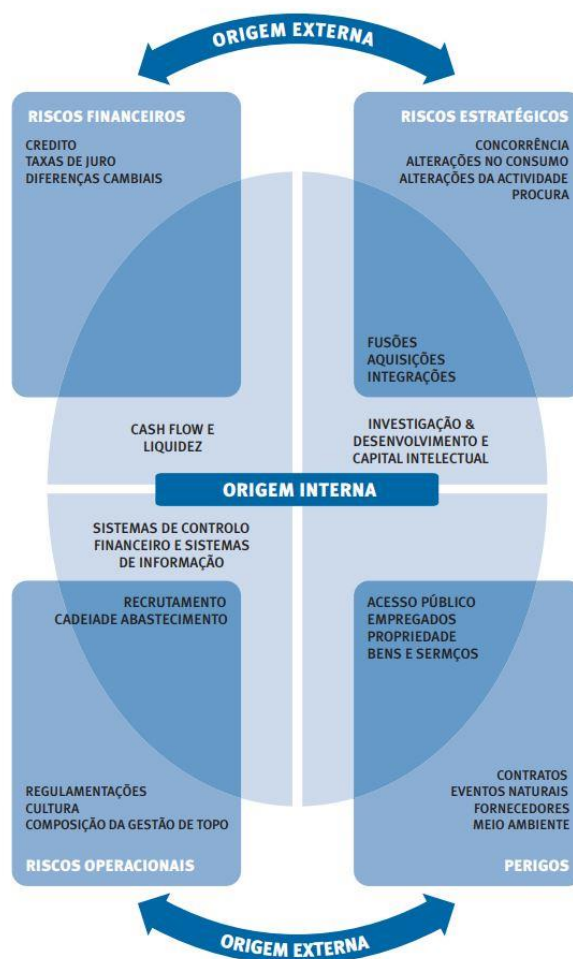 ORIGEM EXTERNA
RISCOS FINANCEIROS
CREDITO
TAXAS DE JURO
DIFERENÇAS CAMBIAIS
RISCOS ESTRATÉGICOS
CONCORRÊNCIA
ALTERAÇÕES NO CONSUMO
ALTERAÇÕES DA ACTIVIDADE
PROCURA
FUSÕES
AQUISIÇÕES
INTEGRAÇÕES
CASH FLOW E
LIQUIDEZ
INVESTIGAÇÃO &
DESENVOLVIMENTO E
CAPITAL INTELECTUAL
ORIGEM INTERNA
SISTEMAS DE CONTROLO
FINANCEIRO E SISTEMAS
DE INFORMAÇÃO
RECRUTAMENTO
CADEIADE ABASTECIMENTO
ACESSO PÚBLICO
EMPREGADOS
PROPRIEDADE
BENS E SERMÇOS
REGULAMENTAÇÕES
CULTURA
COMPOSIÇÃO DA GESTÃO DE TOPO
RISCOS OPERACIONAIS
CONTRATOS
EVENTOS NATURAIS
FORNECEDORES
MEIO AMBIENTE
PERIGOS
ORIGEM EXTERNA